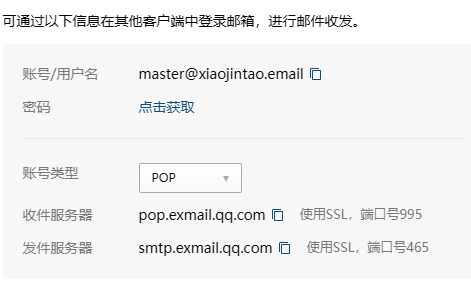 可通过以下信息在其他客户端中登录邮箱，进行邮件收发。
账号/用户名 master@xiaojintao.email
密码 点击获取
账号类型 POP
收件服务器 pop.exmail.qq.com 使用SSL，端口号995
发件服务器 smtp.exmail.qq.com 使用SSL，端口号465